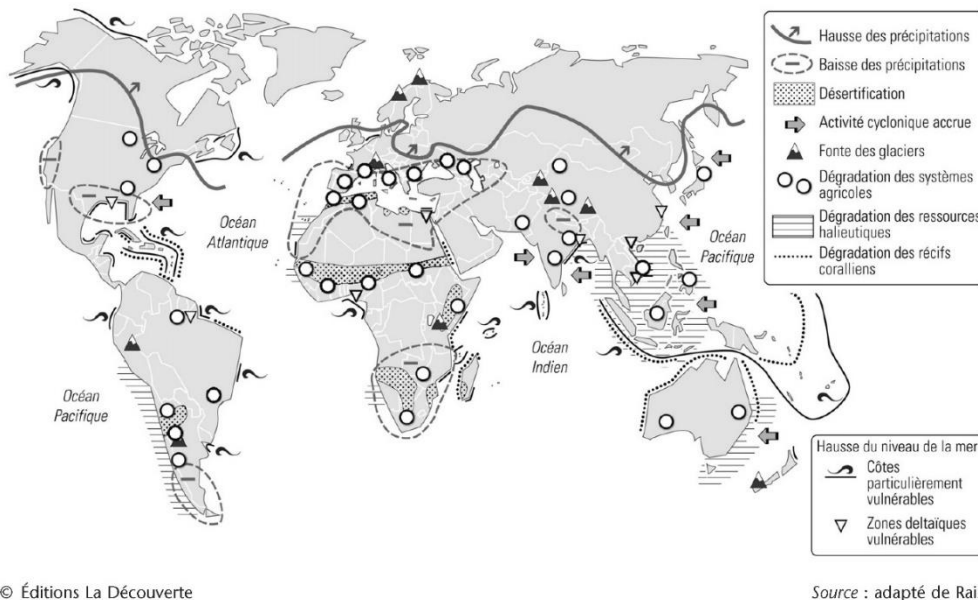 Hausse des précipitations
Baisse des précipitations
Désertification
Activité cyclonique accrue
Fonte des glaciers
Dégradation des systèmes
agricoles
Dégradation des ressources
halieutiques
Dégradation des récifs
coralliens
Océan
Atlantique
Océan
Pacifique
Océan
Indien
Océan
Pacifique
Hausse du niveau de la mer
Côtes
particulièrement
vulnérables
Zones deltaïques
vulnérables
© Éditions La Découverte
Source : adapté de Rai